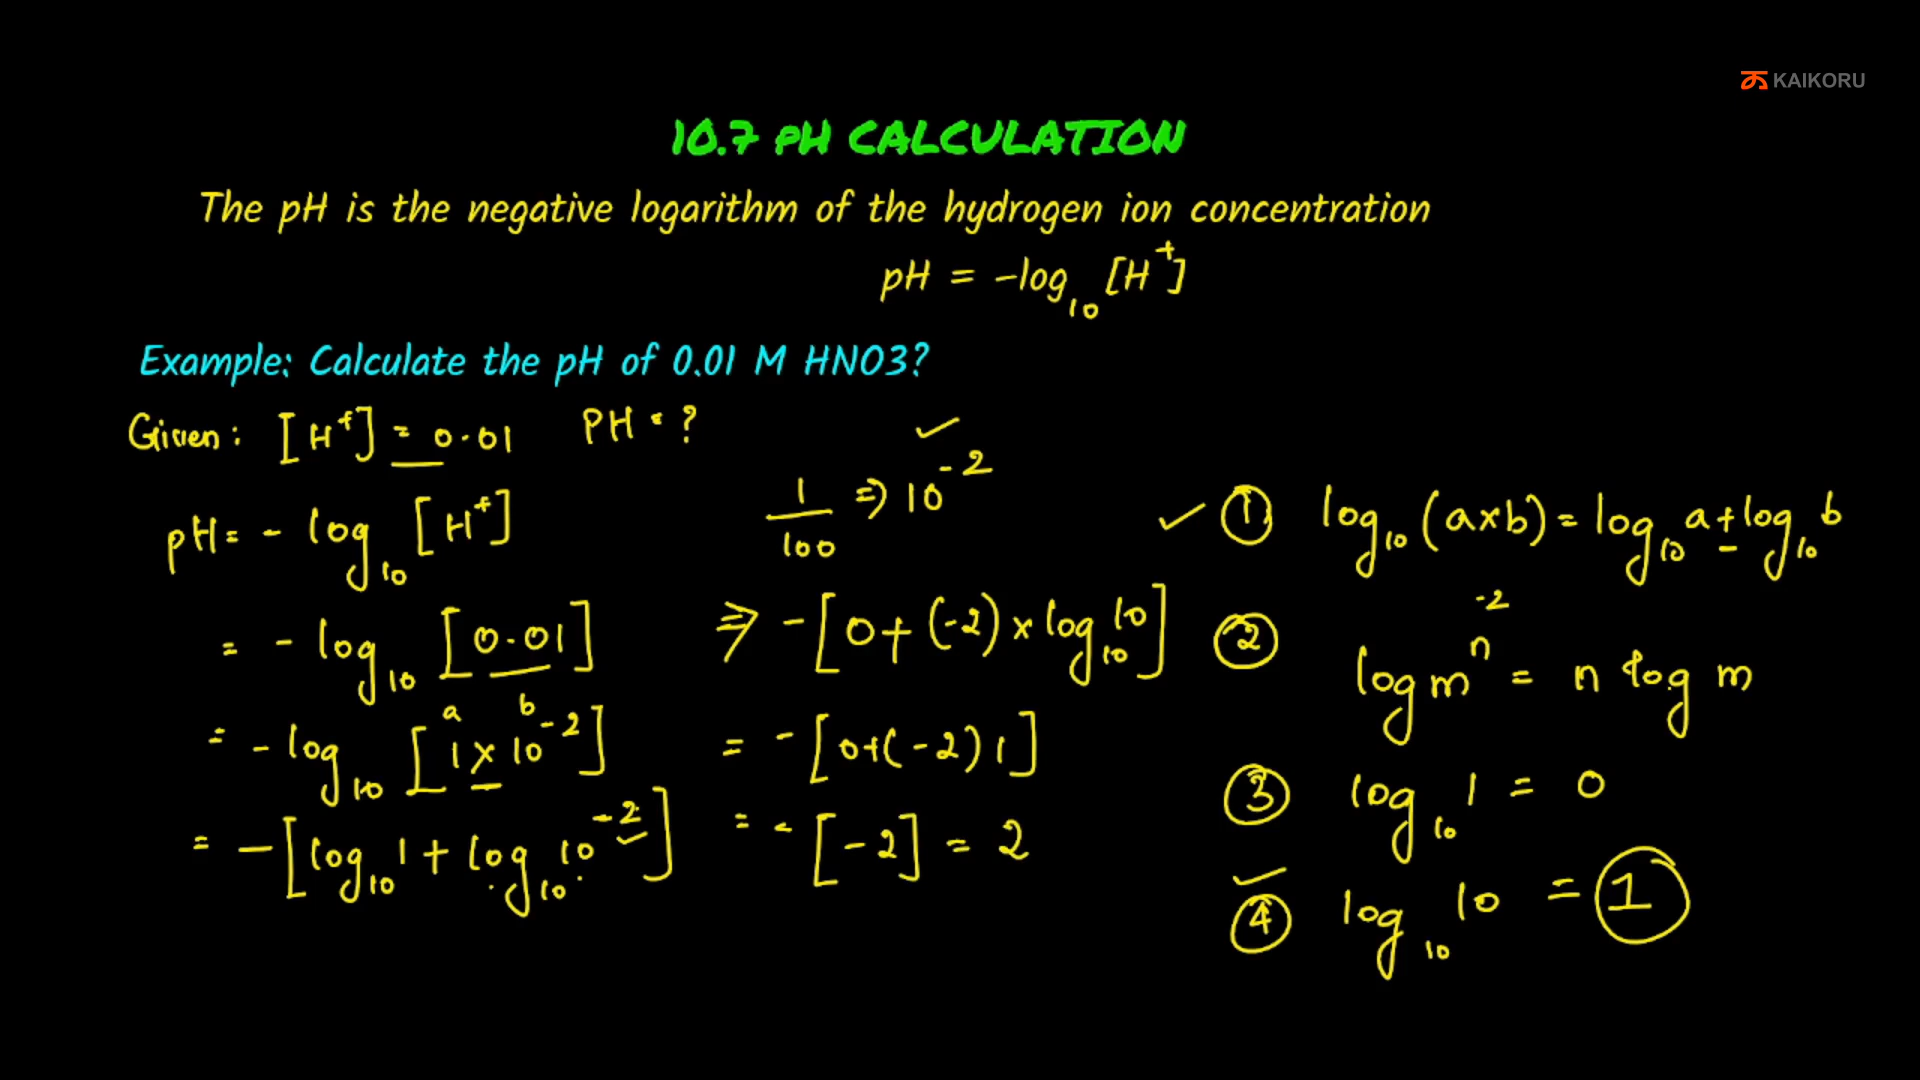 KAIKORU
10.7 pH CALCULATION
The pH is the negative logarithm of the hydrogen ion concentration
pH = -log₁₀ [H⁺]
Example: Calculate the pH of 0.01 M HNO3?
Given: [H⁺] = 0.01 PH = ?
pH = - log₁₀ [H⁺]
= - log₁₀ [0.01]
a b
= - log₁₀ [1 × 10⁻²]
= - [log₁₀ 1 + log₁₀ 10⁻²]
1/100 ⇒ 10⁻² ✓
⇒ - [0 + (-2) × log₁₀ 10]
= - [0+(-2) 1]
= - [-2] = 2
✓ ① log₁₀ (a×b) = log₁₀ a + log₁₀ b
-2
② log mⁿ = n log m
③ log₁₀ 1 = 0
✓ ④ log₁₀ 10 = 1